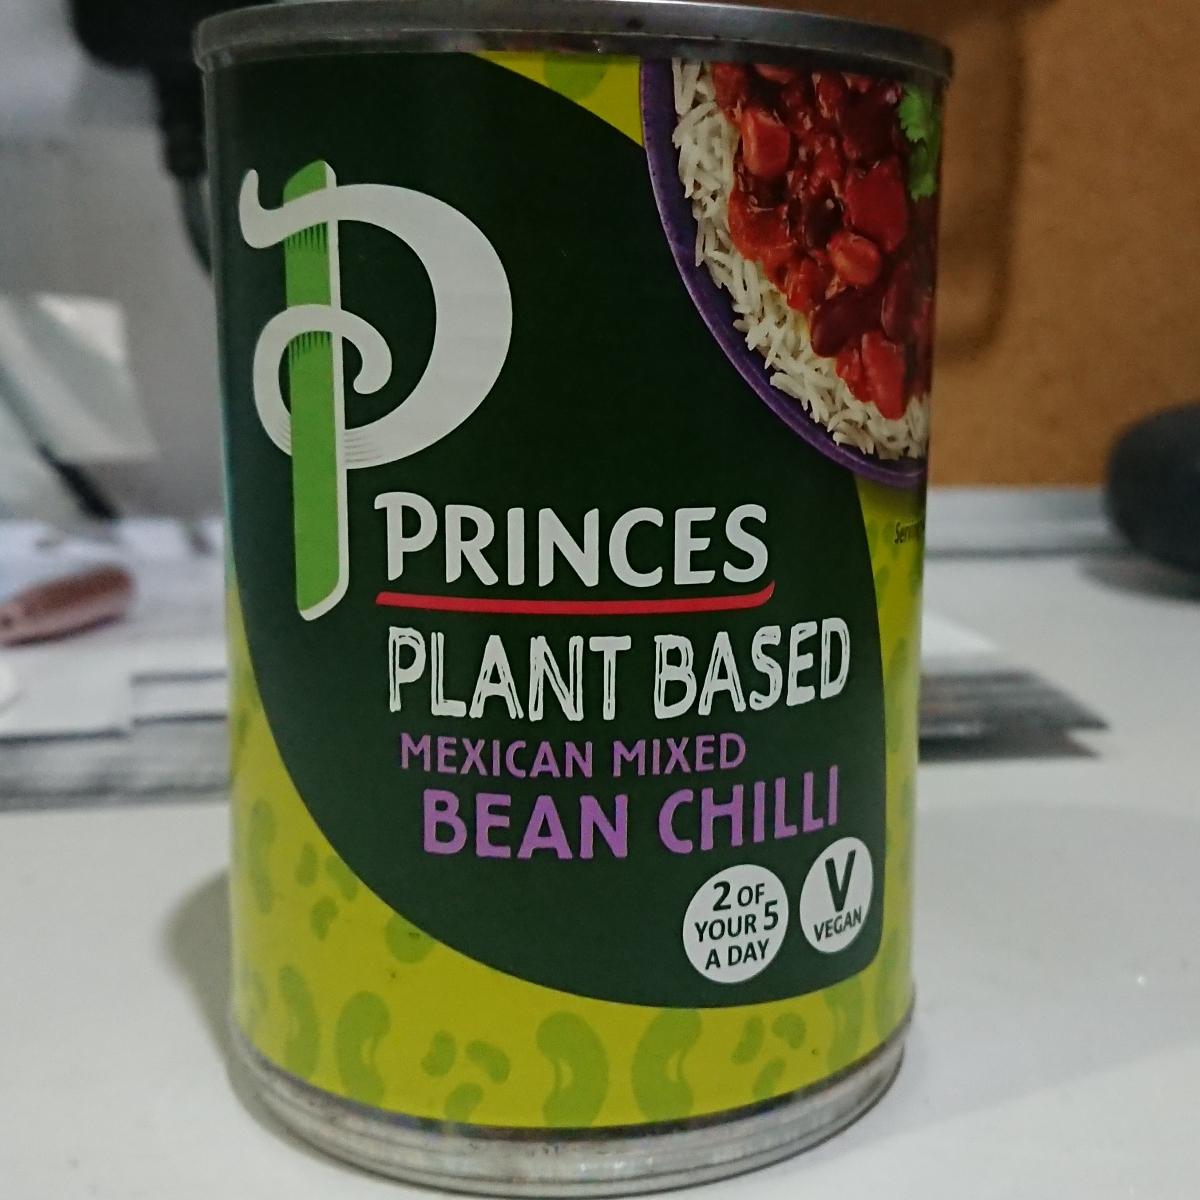 PRINCES
PLANT BASED
MEXICAN MIXED
BEAN CHILLI
2 OF
YOUR 5
A DAY
V
VEGAN